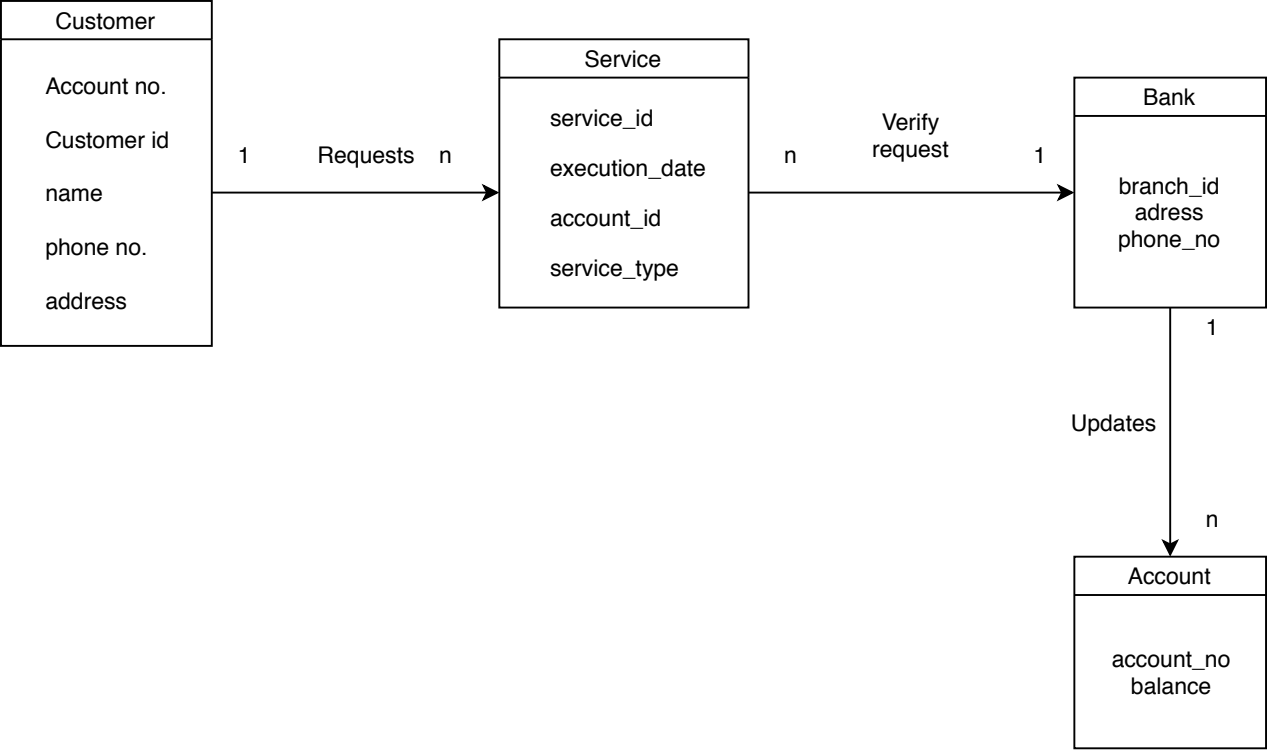 Customer
Account no.
Customer id
name
phone no.
address
1
Requests
n
Service
service_id
execution_date
account_id
service_type
n
Verify
request
1
Bank
branch_id
adress
phone_no
1
Updates
n
Account
account_no
balance